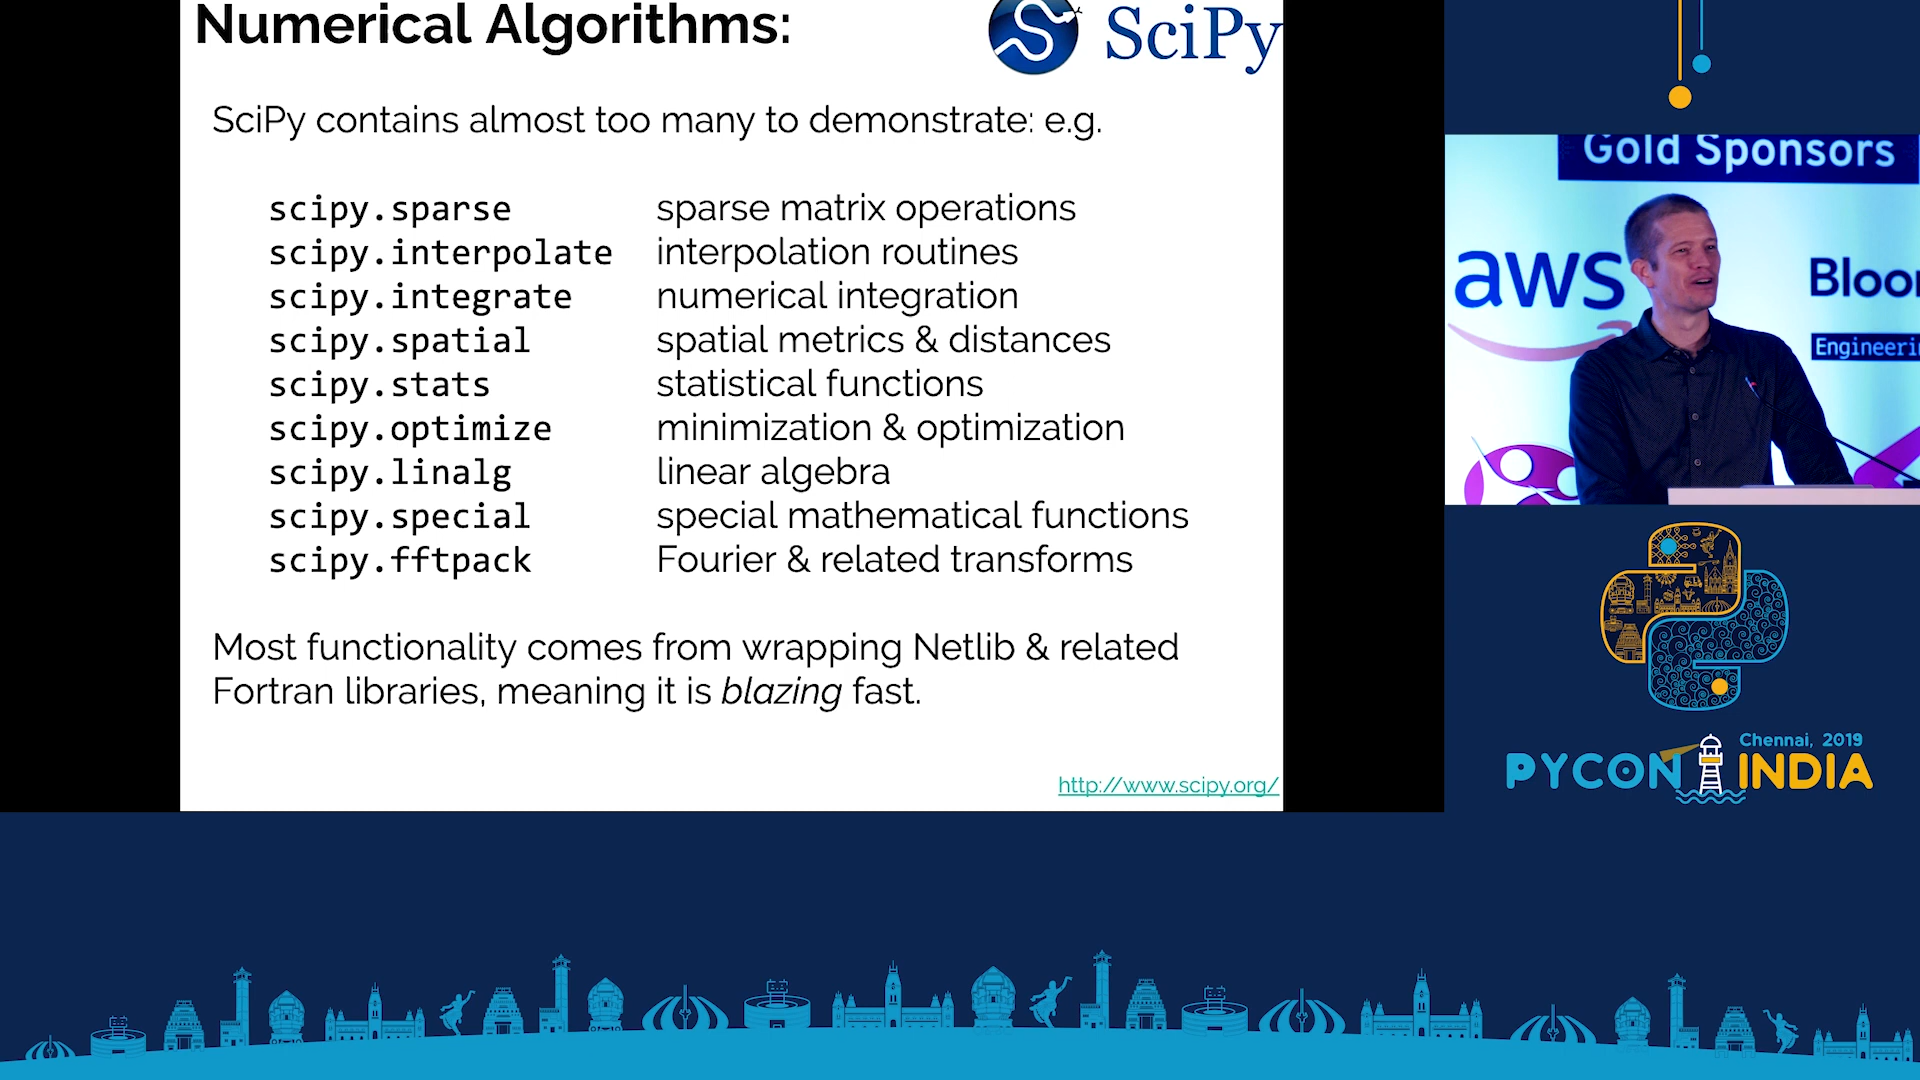 Numerical Algorithms:
SciPy
SciPy contains almost too many to demonstrate: e.g.
scipy.sparse sparse matrix operations
scipy.interpolate interpolation routines
scipy.integrate numerical integration
scipy.spatial spatial metrics & distances
scipy.stats statistical functions
scipy.optimize minimization & optimization
scipy.linalg linear algebra
scipy.special special mathematical functions
scipy.fftpack Fourier & related transforms
Most functionality comes from wrapping Netlib & related
Fortran libraries, meaning it is blazing fast.
http://www.scipy.org/
Gold Sponsors
aws
Bloo
Engineeri
Chennai, 2019
PYCON INDIA